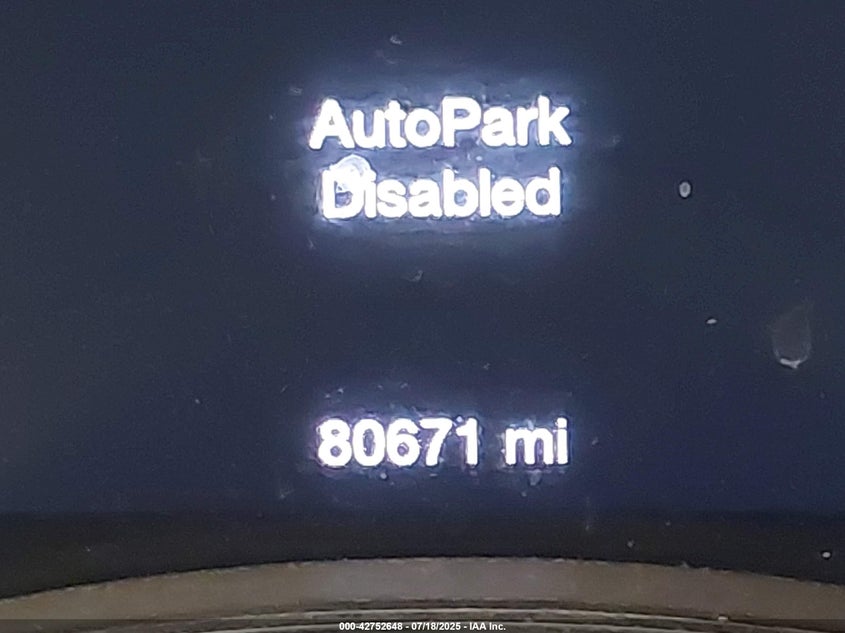 AutoPark
Disabled
80671 mi
000-42752648 - 07/18/2025 - IAA Inc.